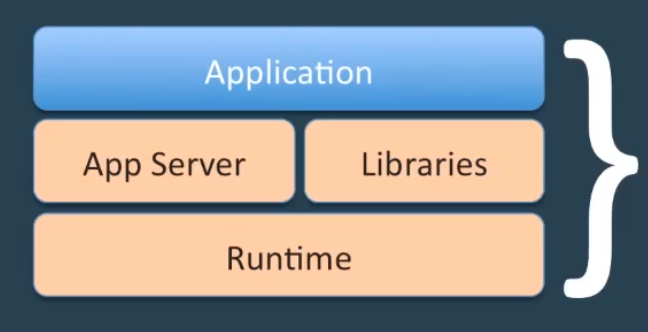 Application
App Server
Libraries
Runtime